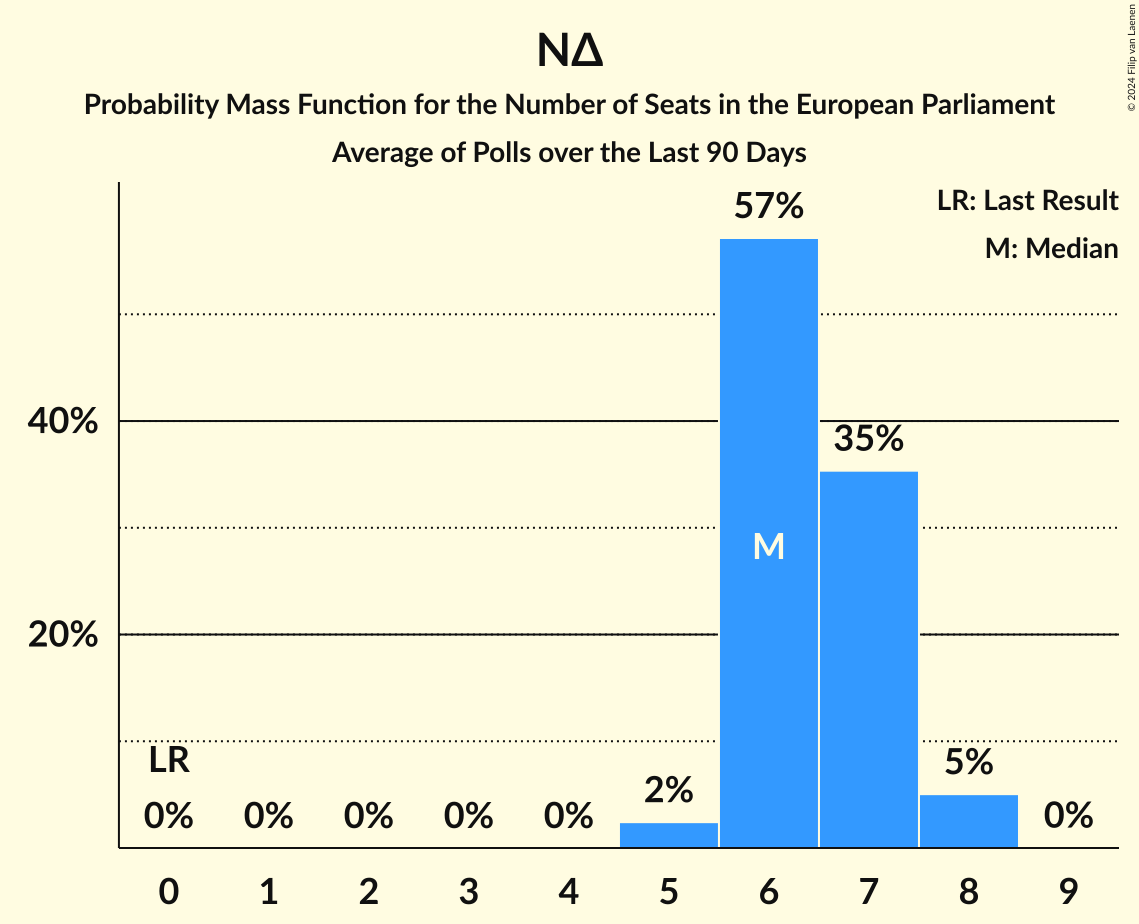 ΝΔ
Probability Mass Function for the Number of Seats in the European Parliament
Average of Polls over the Last 90 Days
© 2024 Filip van Laenen
LR: Last Result
M: Median
57%
40%
35%
M
20%
LR
5%
2%
0% 0% 0% 0% 0% 0%
0 1 2 3 4 5 6 7 8 9